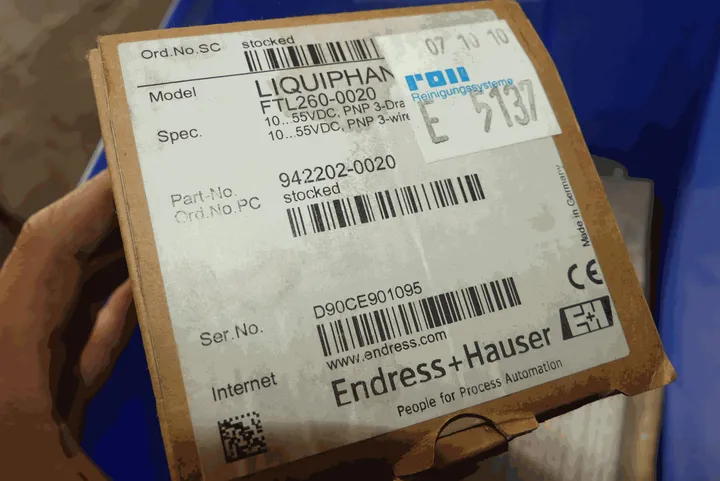 Ord.No.SC stocked
Model LIQUIPHAN
FTL260-0020
Spec. 10...55VDC, PNP 3-Dra
10...55VDC, PNP 3-wire
07 10 10
roll
Reinigungssysteme
E 5137
Part-No. 942202-0020
Ord.No.PC stocked
Made in Germany
Ser.No. D90CE901095
CE
Internet www.endress.com
E+H
Endress+Hauser
People for Process Automation